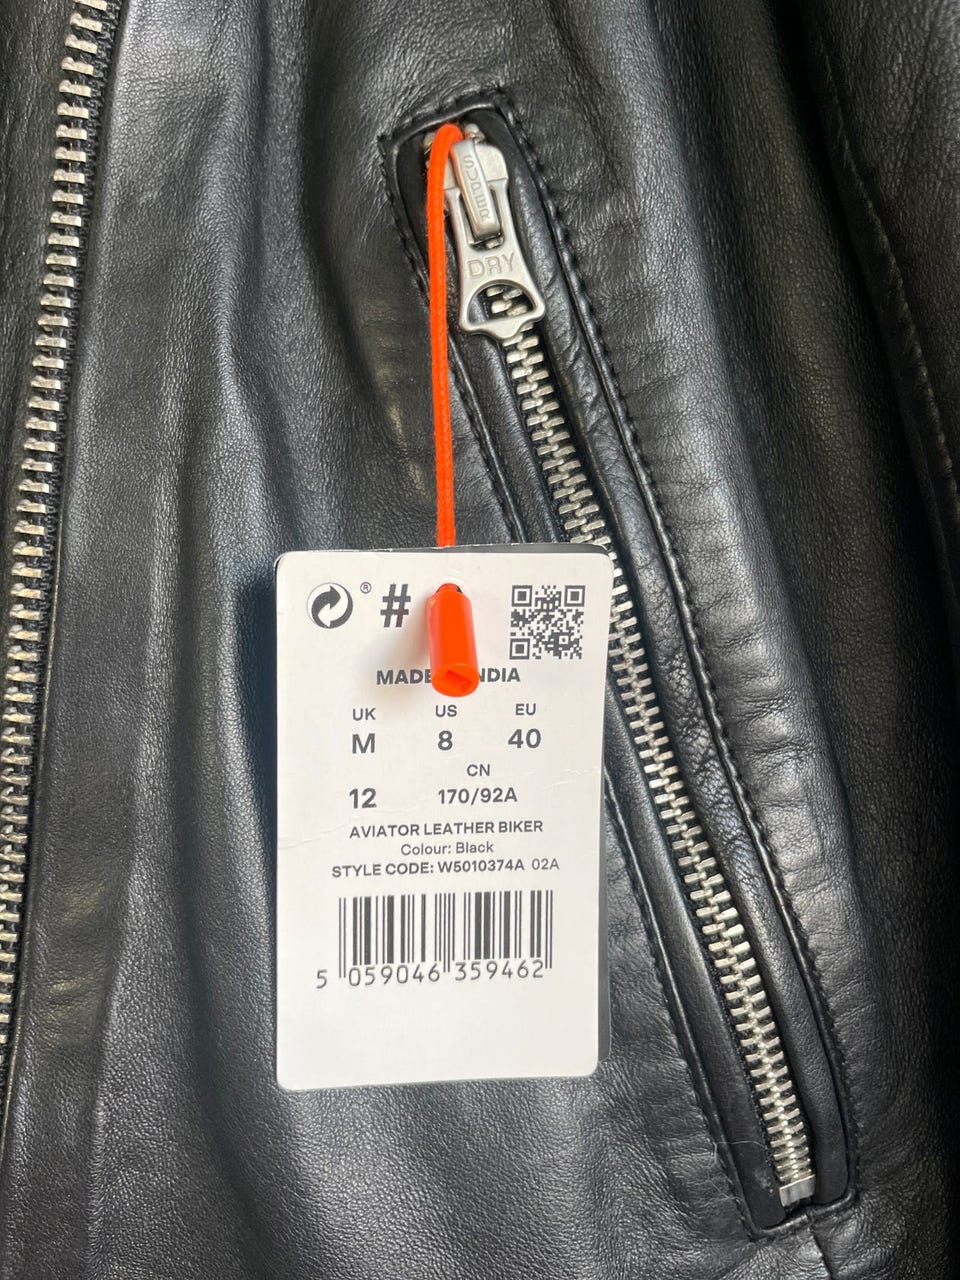 SUPER
DRY
® #
MADE INDIA
UK US EU
M 8 40
CN
12 170/92A
AVIATOR LEATHER BIKER
Colour: Black
STYLE CODE: W5010374A 02A
5 059046 359462